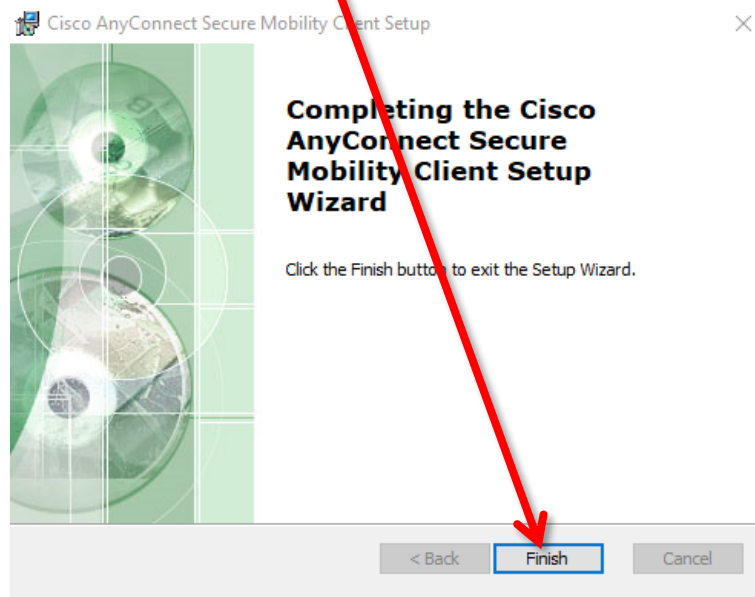 Cisco AnyConnect Secure Mobility Client Setup
Completing the Cisco
AnyConnect Secure
Mobility Client Setup
Wizard
Click the Finish button to exit the Setup Wizard.
< Back
Finish
Cancel